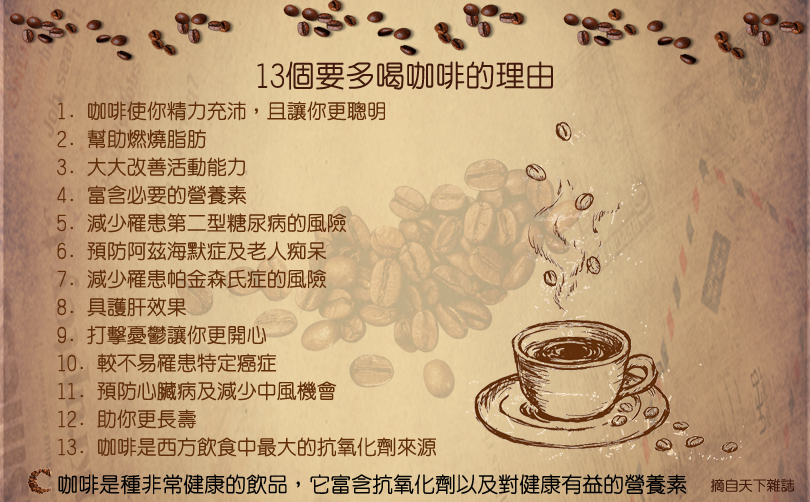 13個要多喝咖啡的理由
1. 咖啡使你精力充沛，且讓你更聰明
2. 幫助燃燒脂肪
3. 大大改善活動能力
4. 富含必要的營養素
5. 減少罹患第二型糖尿病的風險
6. 預防阿茲海默症及老人痴呆
7. 減少罹患帕金森氏症的風險
8. 具護肝效果
9. 打擊憂鬱讓你更開心
10. 較不易罹患特定癌症
11. 預防心臟病及減少中風機會
12. 助你更長壽
13. 咖啡是西方飲食中最大的抗氧化劑來源
咖啡是種非常健康的飲品，它富含抗氧化劑以及對健康有益的營養素
摘自天下雜誌